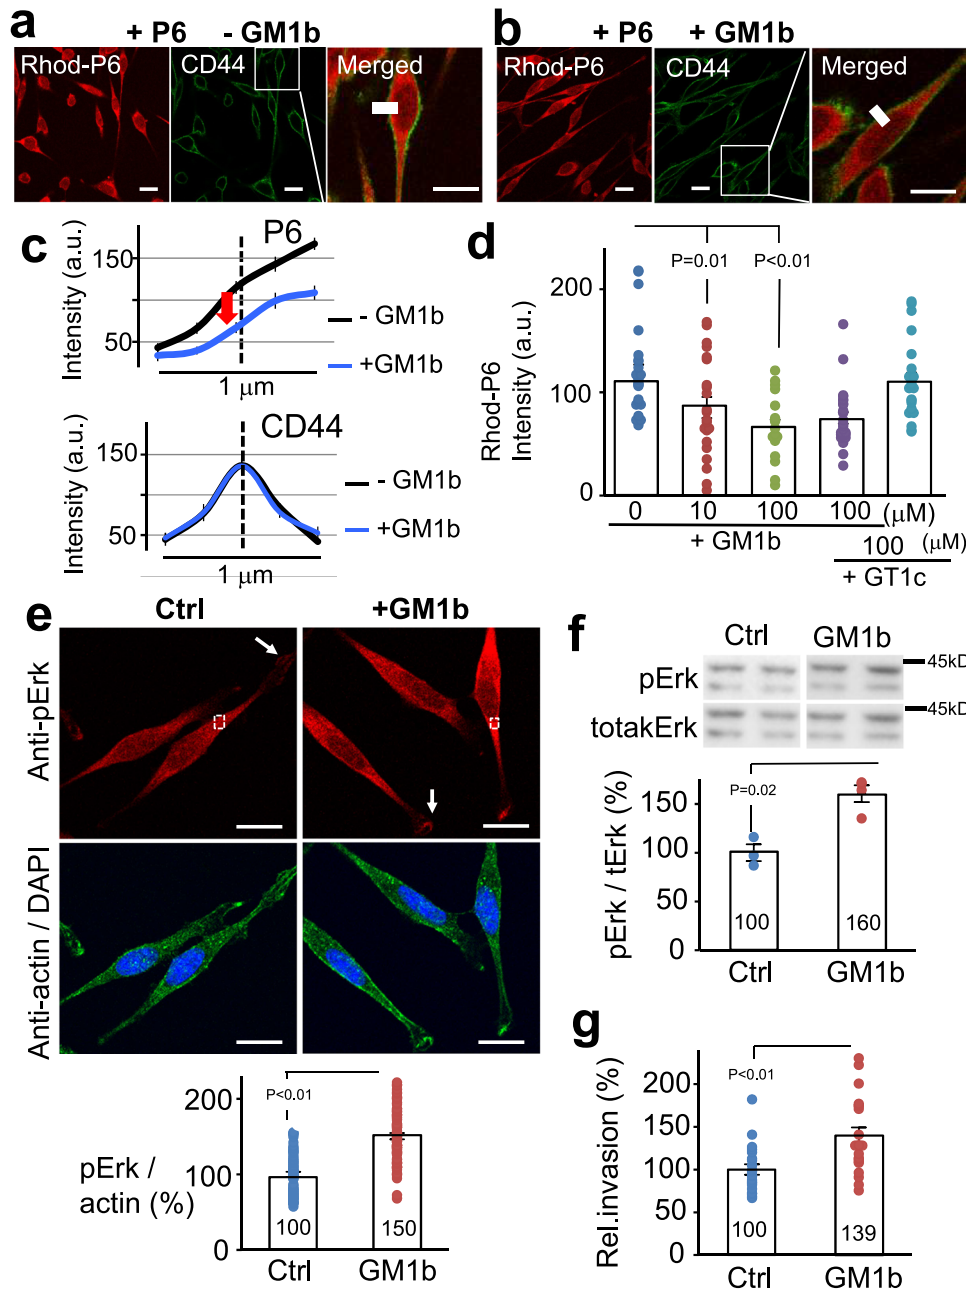 a
+ P6 - GM1b
Rhod-P6
CD44
Merged
b
+ P6 + GM1b
Rhod-P6
CD44
Merged
c
P6
Intensity (a.u.)
150
50
1 μm
- GM1b
+GM1b
CD44
Intensity (a.u.)
150
50
1 μm
- GM1b
+GM1b
d
P=0.01 P<0.01
Rhod-P6
Intensity (a.u.)
200
100
0
0 10 100 100 (μM)
+ GM1b
100 (μM)
+ GT1c
e
Ctrl +GM1b
Anti-pErk
Anti-actin / DAPI
P<0.01
pErk /
actin (%)
200
100
0
100 150
Ctrl GM1b
f
Ctrl GM1b
pErk
45kD
totakErk
45kD
P=0.02
pErk / tErk (%)
150
100
50
0
100 160
Ctrl GM1b
g
P<0.01
Rel.invasion (%)
200
150
100
50
0
100 139
Ctrl GM1b